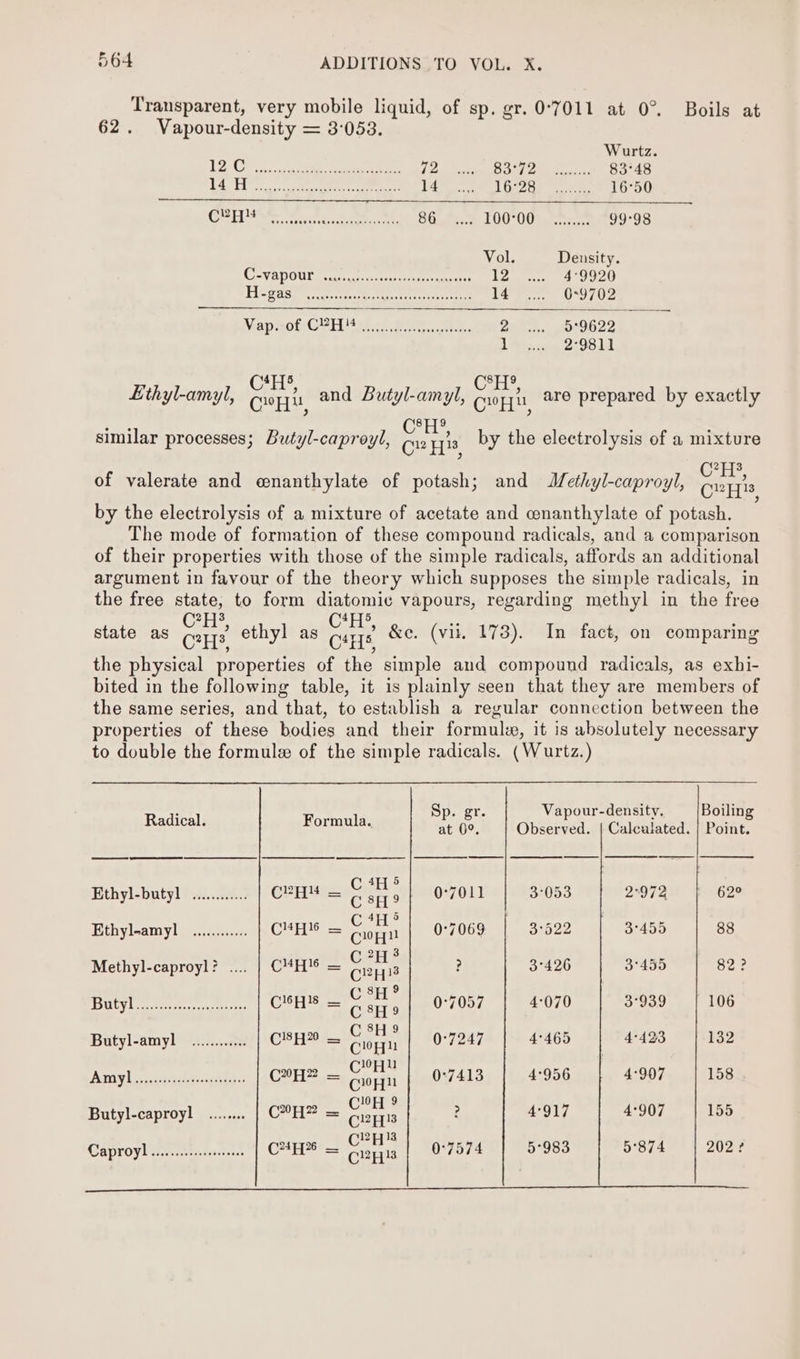 564 ADDITIONS TO VOL. X.
Transparent, very mobile liquid, of sp. gr. 0·7011 at 0°. Boils at
62. Vapour-density = 3·053.
Wurtz.
12 C ........ 72 .... 83·72 ........ 83·48
14 H ........ 14 .... 16·28 ........ 16·50
C¹²H¹⁴ ........ 86 .... 100·00 ........ 99·98
Vol. Density.
C-vapour ........ 12 .... 4·9920
H-gas ........ 14 .... 0·9702
Vap. of C¹²H¹⁴ ........ 2 .... 5·9622
1 .... 2·9811
Ethyl-amyl, C⁴H⁵, C¹⁰H¹¹, and Butyl-amyl, C⁸H⁹, C¹⁰H¹¹, are prepared by exactly
similar processes; Butyl-caproyl, C⁸H⁹, C¹²H¹³, by the electrolysis of a mixture
of valerate and œnanthylate of potash; and Methyl-caproyl, C²H³, C¹²H¹³,
by the electrolysis of a mixture of acetate and œnanthylate of potash.
The mode of formation of these compound radicals, and a comparison
of their properties with those of the simple radicals, affords an additional
argument in favour of the theory which supposes the simple radicals, in
the free state, to form diatomic vapours, regarding methyl in the free
state as C²H³, C²H³, ethyl as C⁴H⁵, C⁴H⁵, &c. (vii. 173). In fact, on comparing
the physical properties of the simple and compound radicals, as exhi-
bited in the following table, it is plainly seen that they are members of
the same series, and that, to establish a regular connection between the
properties of these bodies and their formulæ, it is absolutely necessary
to double the formulæ of the simple radicals. (Wurtz.)
Radical. Formula. Sp. gr. at 0°. Vapour-density. Observed. Calculated. Boiling Point.
Ethyl-butyl ............ C¹²H¹⁴ = C⁴H⁵ C⁸H⁹ 0·7011 3·053 2·972 62°
Ethyl-amyl ............ C¹⁴H¹⁶ = C⁴H⁵ C¹⁰H¹¹ 0·7069 3·522 3·455 88
Methyl-caproyl? .... C¹⁴H¹⁶ = C²H³ C¹²H¹³ ? 3·426 3·455 82 ?
Butyl ............ C¹⁶H¹⁸ = C⁸H⁹ C⁸H⁹ 0·7057 4·070 3·939 106
Butyl-amyl ............ C¹⁸H²⁰ = C⁸H⁹ C¹⁰H¹¹ 0·7247 4·465 4·423 132
Amyl ............ C²⁰H²² = C¹⁰H¹¹ C¹⁰H¹¹ 0·7413 4·956 4·907 158
Butyl-caproyl ........ C²⁰H²² = C¹⁰H⁹ C¹²H¹³ ? 4·917 4·907 155
Caproyl ............ C²⁴H²⁶ = C¹²H¹³ C¹²H¹³ 0·7574 5·983 5·874 202 ?